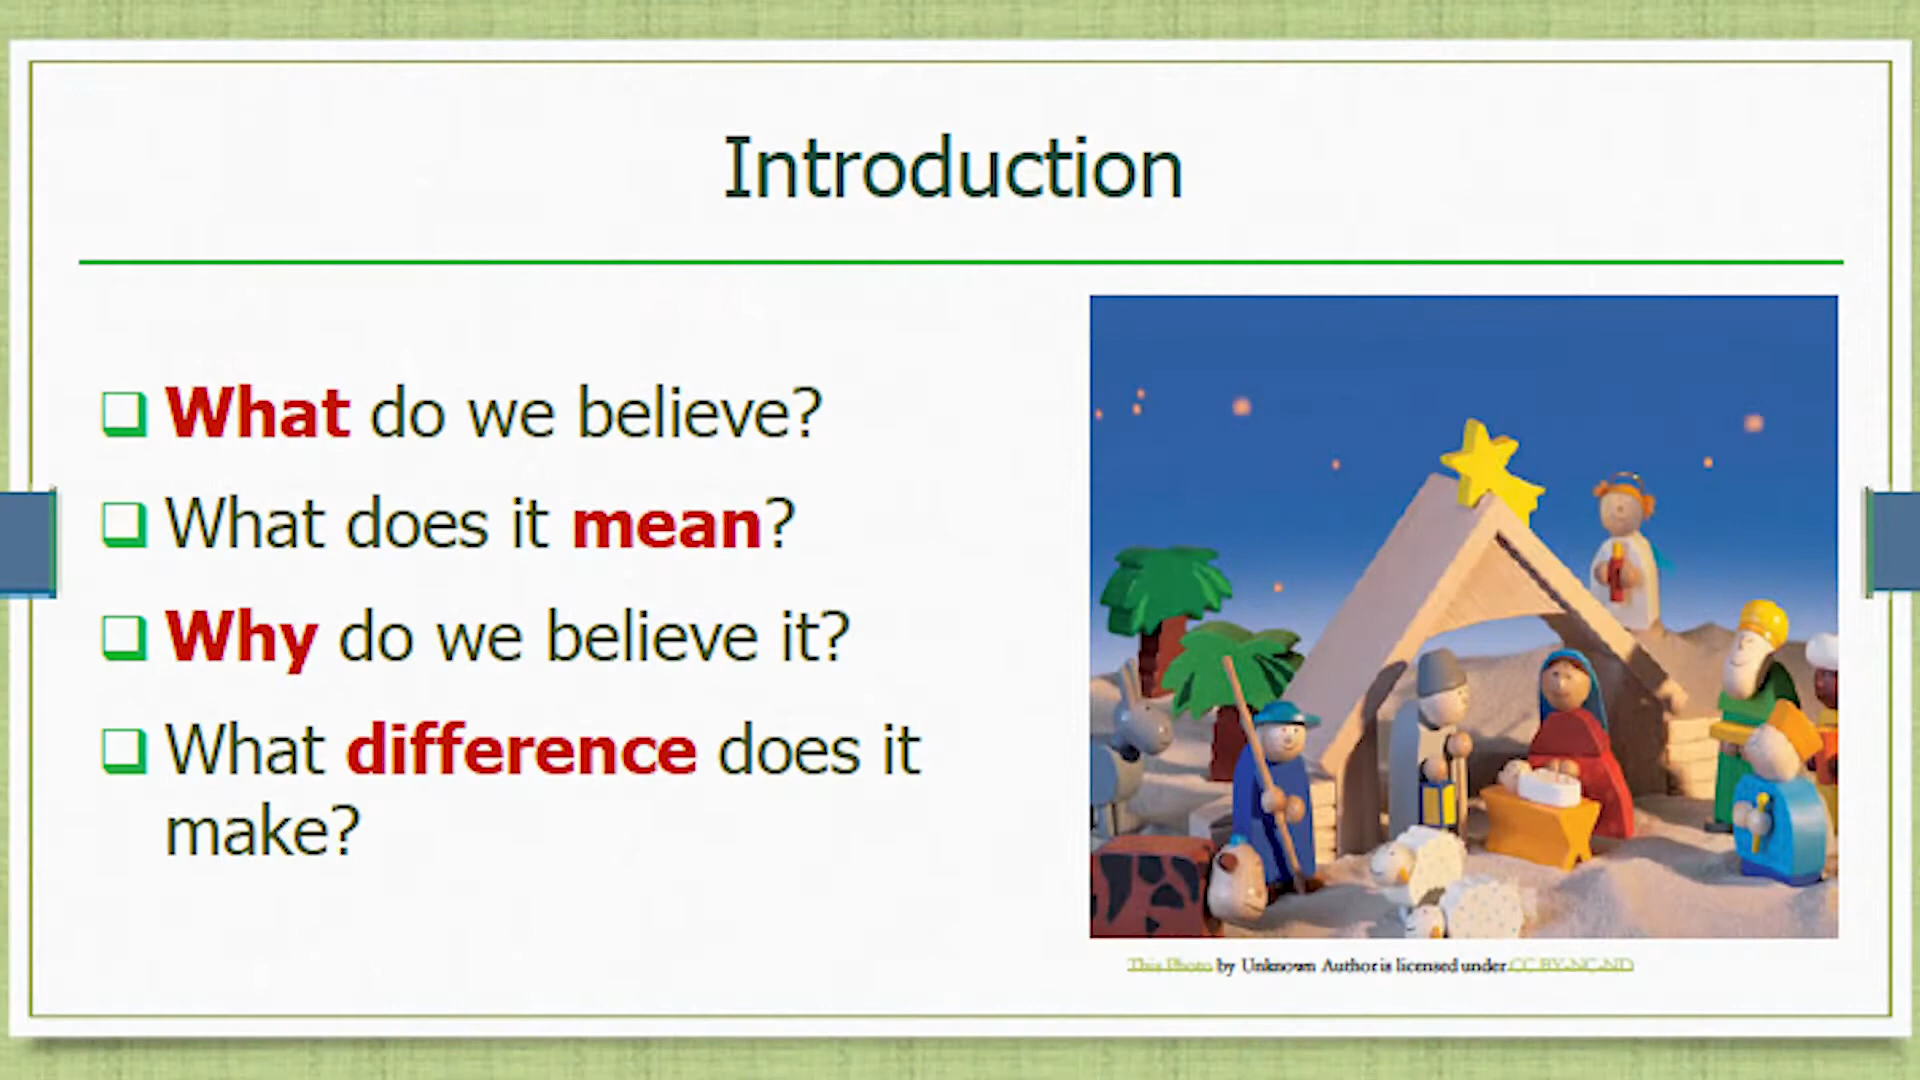 Introduction
What do we believe?
What does it mean?
Why do we believe it?
What difference does it
make?
This Photo by Unknown Author is licensed under CC BY-NC-ND